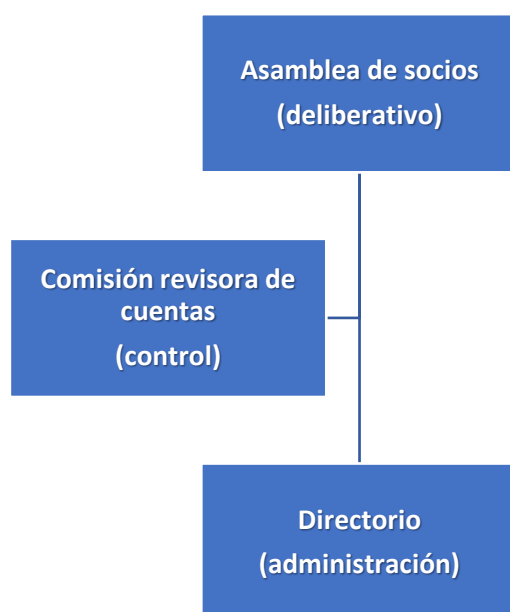 Asamblea de socios
(deliberativo)
Comisión revisora de
cuentas
(control)
Directorio
(administración)